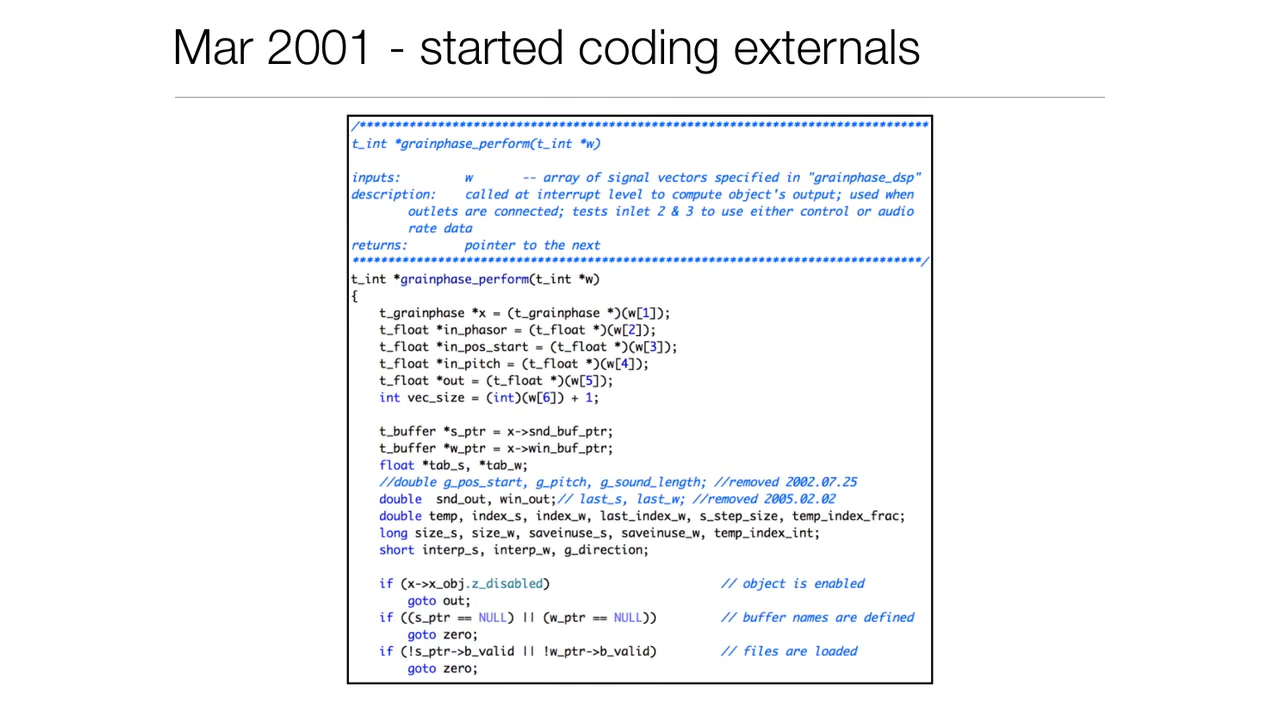 Mar 2001 - started coding externals
/********************************************************************************
t_int *grainphase_perform(t_int *w)
inputs: w -- array of signal vectors specified in "grainphase_dsp"
description: called at interrupt level to compute object's output; used when
outlets are connected; tests inlet 2 & 3 to use either control or audio
rate data
returns: pointer to the next
********************************************************************************/
t_int *grainphase_perform(t_int *w)
{
t_grainphase *x = (t_grainphase *)(w[1]);
t_float *in_phasor = (t_float *)(w[2]);
t_float *in_pos_start = (t_float *)(w[3]);
t_float *in_pitch = (t_float *)(w[4]);
t_float *out = (t_float *)(w[5]);
int vec_size = (int)(w[6]) + 1;
t_buffer *s_ptr = x->snd_buf_ptr;
t_buffer *w_ptr = x->win_buf_ptr;
float *tab_s, *tab_w;
//double g_pos_start, g_pitch, g_sound_length; //removed 2002.07.25
double snd_out, win_out;// last_s, last_w; //removed 2005.02.02
double temp, index_s, index_w, last_index_w, s_step_size, temp_index_frac;
long size_s, size_w, saveinuse_s, saveinuse_w, temp_index_int;
short interp_s, interp_w, g_direction;
if (x->x_obj.z_disabled) // object is enabled
goto out;
if ((s_ptr == NULL) || (w_ptr == NULL)) // buffer names are defined
goto zero;
if (!s_ptr->b_valid || !w_ptr->b_valid) // files are loaded
goto zero;